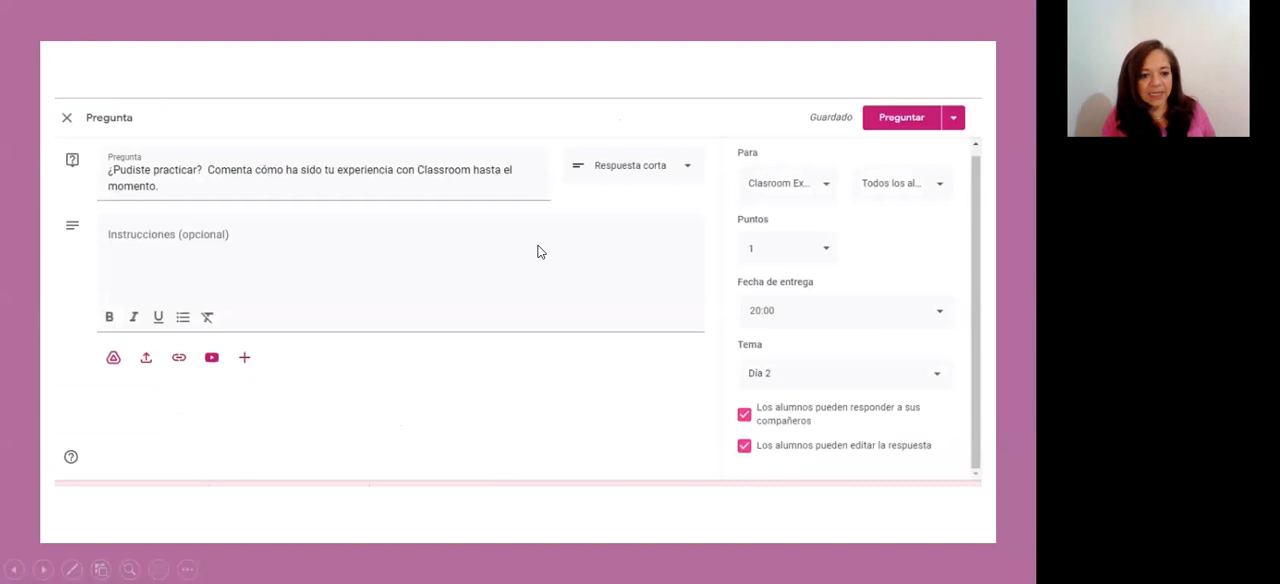 Pregunta
Guardado
Preguntar
Pregunta
¿Pudiste practicar? Comenta cómo ha sido tu experiencia con Classroom hasta el
momento.
Respuesta corta
Instrucciones (opcional)
B I U
Para
Clasroom Ex...
Todos los al...
Puntos
1
Fecha de entrega
20:00
Tema
Día 2
Los alumnos pueden responder a sus
compañeros
Los alumnos pueden editar la respuesta